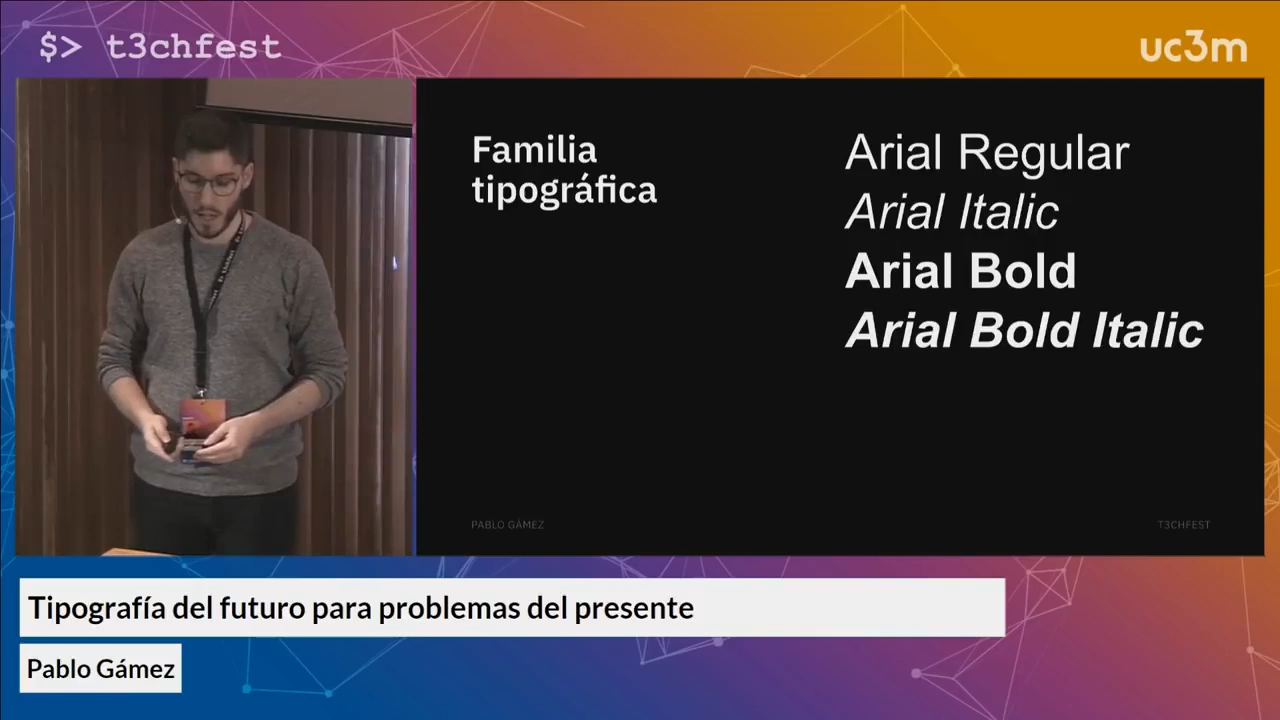 $> t3chfest
uc3m
Familia
tipográfica
Arial Regular
Arial Italic
Arial Bold
Arial Bold Italic
PABLO GÁMEZ
T3CHFEST
Tipografía del futuro para problemas del presente
Pablo Gámez